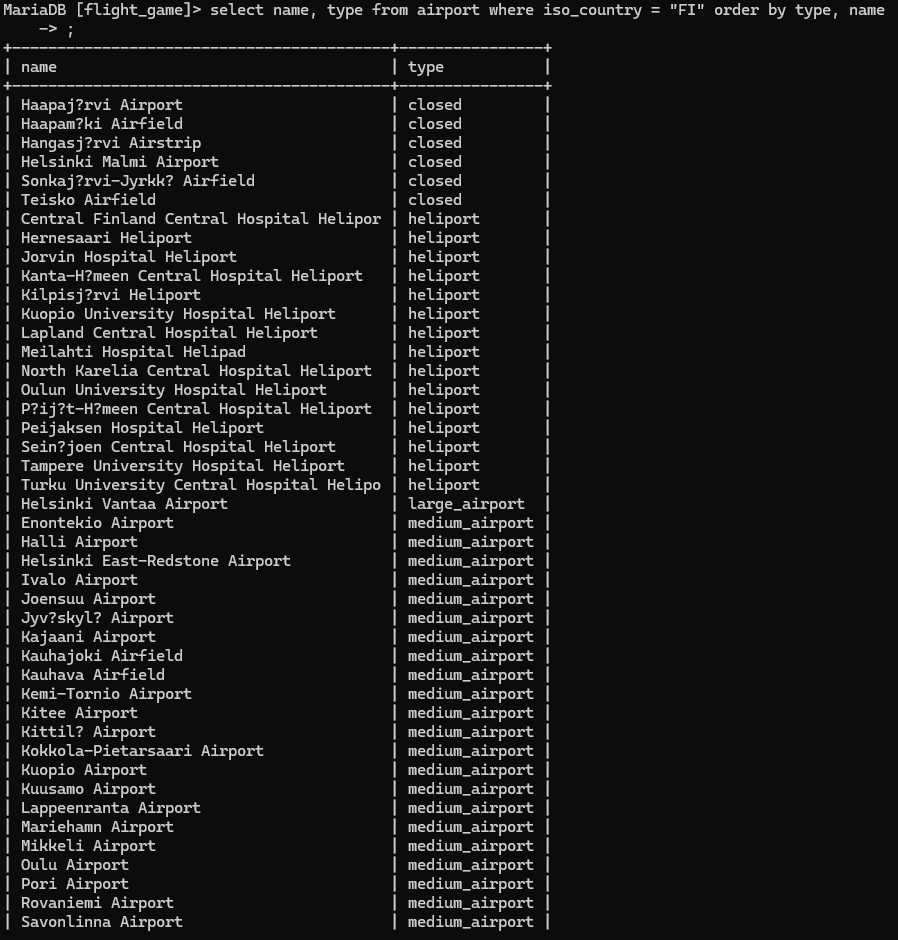 MariaDB [flight_game]> select name, type from airport where iso_country = "FI" order by type, name
    -> ;
+-----------------------------------------+----------------+
| name                                    | type           |
+-----------------------------------------+----------------+
| Haapaj?rvi Airport                      | closed         |
| Haapam?ki Airfield                      | closed         |
| Hangasj?rvi Airstrip                    | closed         |
| Helsinki Malmi Airport                  | closed         |
| Sonkaj?rvi-Jyrkk? Airfield              | closed         |
| Teisko Airfield                         | closed         |
| Central Finland Central Hospital Helipor | heliport       |
| Hernesaari Heliport                     | heliport       |
| Jorvin Hospital Heliport                | heliport       |
| Kanta-H?meen Central Hospital Heliport  | heliport       |
| Kilpisj?rvi Heliport                    | heliport       |
| Kuopio University Hospital Heliport     | heliport       |
| Lapland Central Hospital Heliport       | heliport       |
| Meilahti Hospital Helipad               | heliport       |
| North Karelia Central Hospital Heliport | heliport       |
| Oulun University Hospital Heliport      | heliport       |
| P?ij?t-H?meen Central Hospital Heliport | heliport       |
| Peijaksen Hospital Heliport             | heliport       |
| Sein?joen Central Hospital Heliport     | heliport       |
| Tampere University Hospital Heliport    | heliport       |
| Turku University Central Hospital Helipo | heliport       |
| Helsinki Vantaa Airport                 | large_airport  |
| Enontekio Airport                       | medium_airport |
| Halli Airport                           | medium_airport |
| Helsinki East-Redstone Airport          | medium_airport |
| Ivalo Airport                           | medium_airport |
| Joensuu Airport                         | medium_airport |
| Jyv?skyl? Airport                       | medium_airport |
| Kajaani Airport                         | medium_airport |
| Kauhajoki Airfield                      | medium_airport |
| Kauhava Airfield                        | medium_airport |
| Kemi-Tornio Airport                     | medium_airport |
| Kitee Airport                           | medium_airport |
| Kittil? Airport                         | medium_airport |
| Kokkola-Pietarsaari Airport             | medium_airport |
| Kuopio Airport                          | medium_airport |
| Kuusamo Airport                         | medium_airport |
| Lappeenranta Airport                    | medium_airport |
| Mariehamn Airport                       | medium_airport |
| Mikkeli Airport                         | medium_airport |
| Oulu Airport                            | medium_airport |
| Pori Airport                            | medium_airport |
| Rovaniemi Airport                       | medium_airport |
| Savonlinna Airport                      | medium_airport |